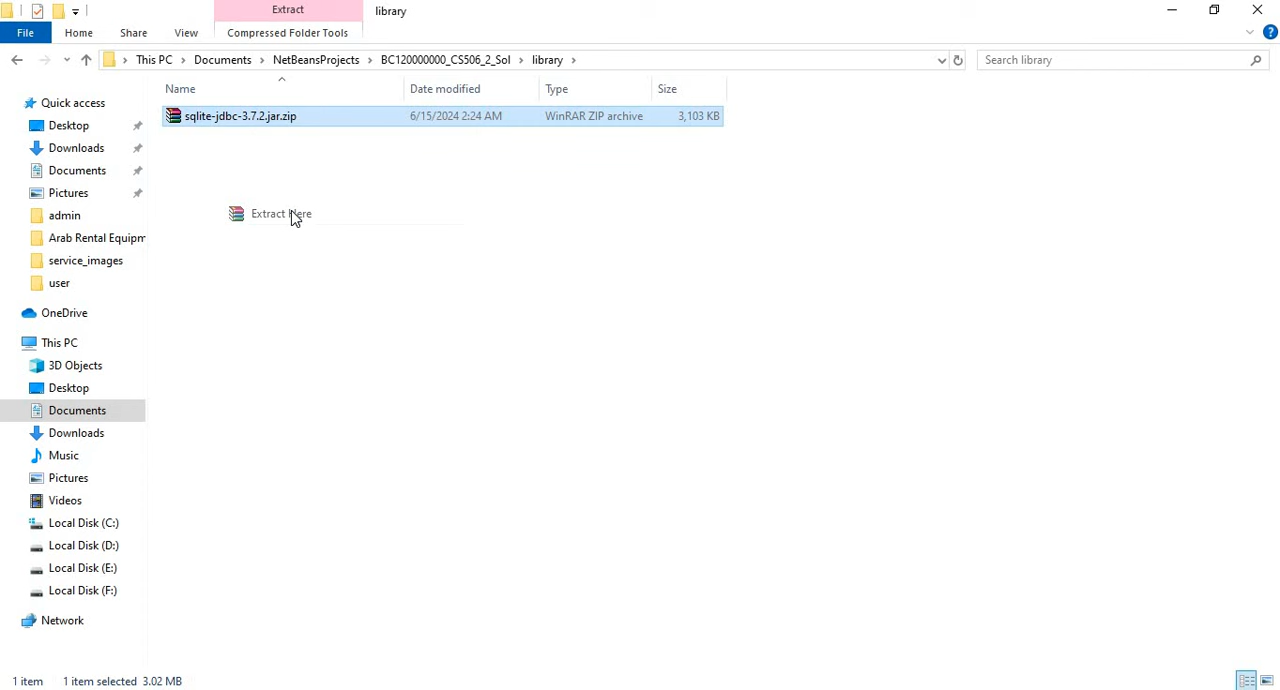 Extract
library
File
Home
Share
View
Compressed Folder Tools
This PC
Documents
NetBeansProjects
BC120000000_CS506_2_Sol
library
Search library
Name
Date modified
Type
Size
sqlite-jdbc-3.7.2.jar.zip
6/15/2024 2:24 AM
WinRAR ZIP archive
3,103 KB
Quick access
Desktop
Downloads
Documents
Pictures
admin
Arab Rental Equipm
service_images
user
OneDrive
This PC
3D Objects
Desktop
Documents
Downloads
Music
Pictures
Videos
Local Disk (C:)
Local Disk (D:)
Local Disk (E:)
Local Disk (F:)
Network
Extract Here
1 item
1 item selected 3.02 MB